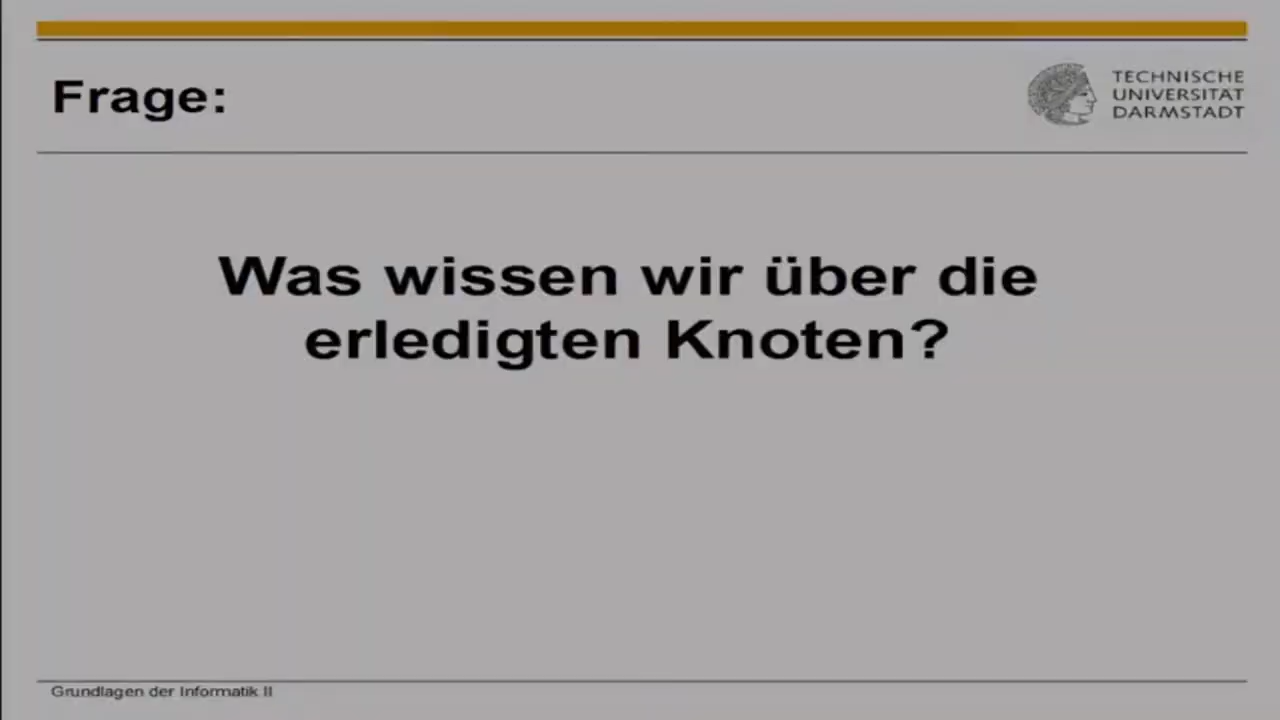 Frage:
TECHNISCHE
UNIVERSITÄT
DARMSTADT
Was wissen wir über die
erledigten Knoten?
Grundlagen der Informatik II